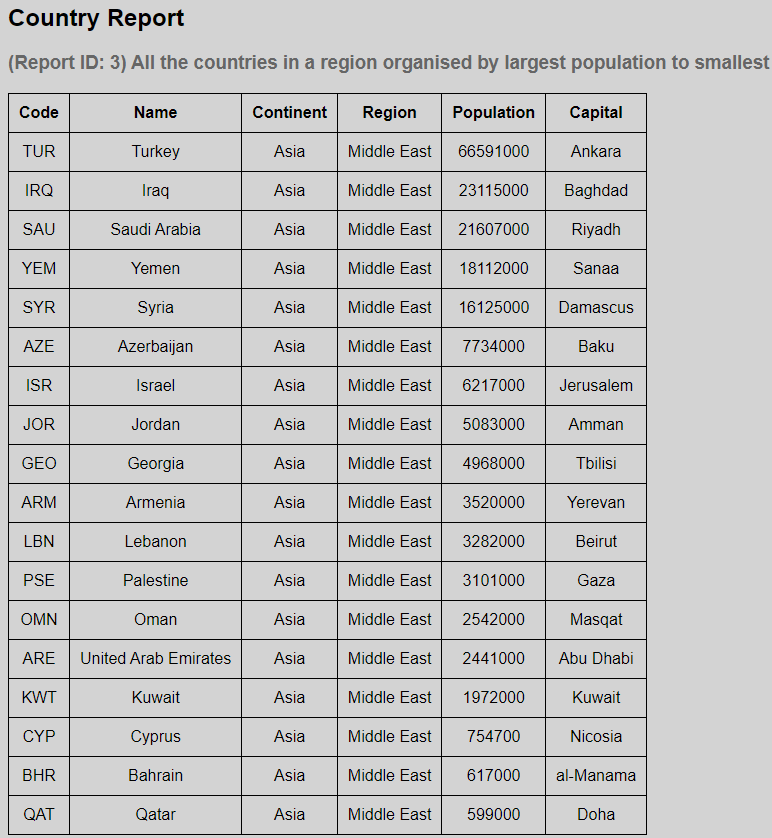 Country Report
(Report ID: 3) All the countries in a region organised by largest population to smallest
Code Name Continent Region Population Capital
TUR Turkey Asia Middle East 66591000 Ankara
IRQ Iraq Asia Middle East 23115000 Baghdad
SAU Saudi Arabia Asia Middle East 21607000 Riyadh
YEM Yemen Asia Middle East 18112000 Sanaa
SYR Syria Asia Middle East 16125000 Damascus
AZE Azerbaijan Asia Middle East 7734000 Baku
ISR Israel Asia Middle East 6217000 Jerusalem
JOR Jordan Asia Middle East 5083000 Amman
GEO Georgia Asia Middle East 4968000 Tbilisi
ARM Armenia Asia Middle East 3520000 Yerevan
LBN Lebanon Asia Middle East 3282000 Beirut
PSE Palestine Asia Middle East 3101000 Gaza
OMN Oman Asia Middle East 2542000 Masqat
ARE United Arab Emirates Asia Middle East 2441000 Abu Dhabi
KWT Kuwait Asia Middle East 1972000 Kuwait
CYP Cyprus Asia Middle East 754700 Nicosia
BHR Bahrain Asia Middle East 617000 al-Manama
QAT Qatar Asia Middle East 599000 Doha